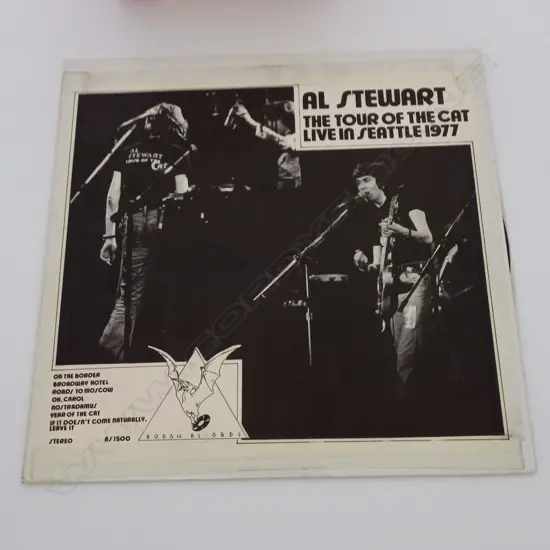 AL STEWART
THE TOUR OF THE CAT
LIVE IN SEATTLE 1977
AL
STEWART
TOUR OF THE
Cat
ON THE BORDER
BROADWAY HOTEL
ROADS TO MOSCOW
OH, CAROL
NOSTRADAMUS
YEAR OF THE CAT
IF IT DOESN'T COME NATURALLY,
LEAVE IT
STEREO A/1500
RODAN RECORDS